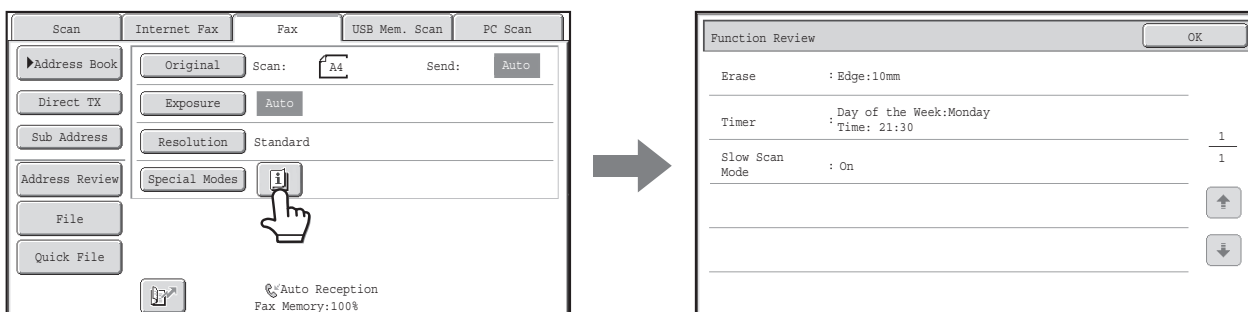 Scan
Internet Fax
Fax
USB Mem. Scan
PC Scan
Address Book
Original
Scan:
A4
Send:
Auto
Direct TX
Exposure
Auto
Sub Address
Resolution
Standard
Address Review
Special Modes
File
Quick File
Auto Reception
Fax Memory:100%
Function Review
OK
Erase
:Edge:10mm
Timer
:Day of the Week:Monday
Time: 21:30
Slow Scan
Mode
:On
1
1